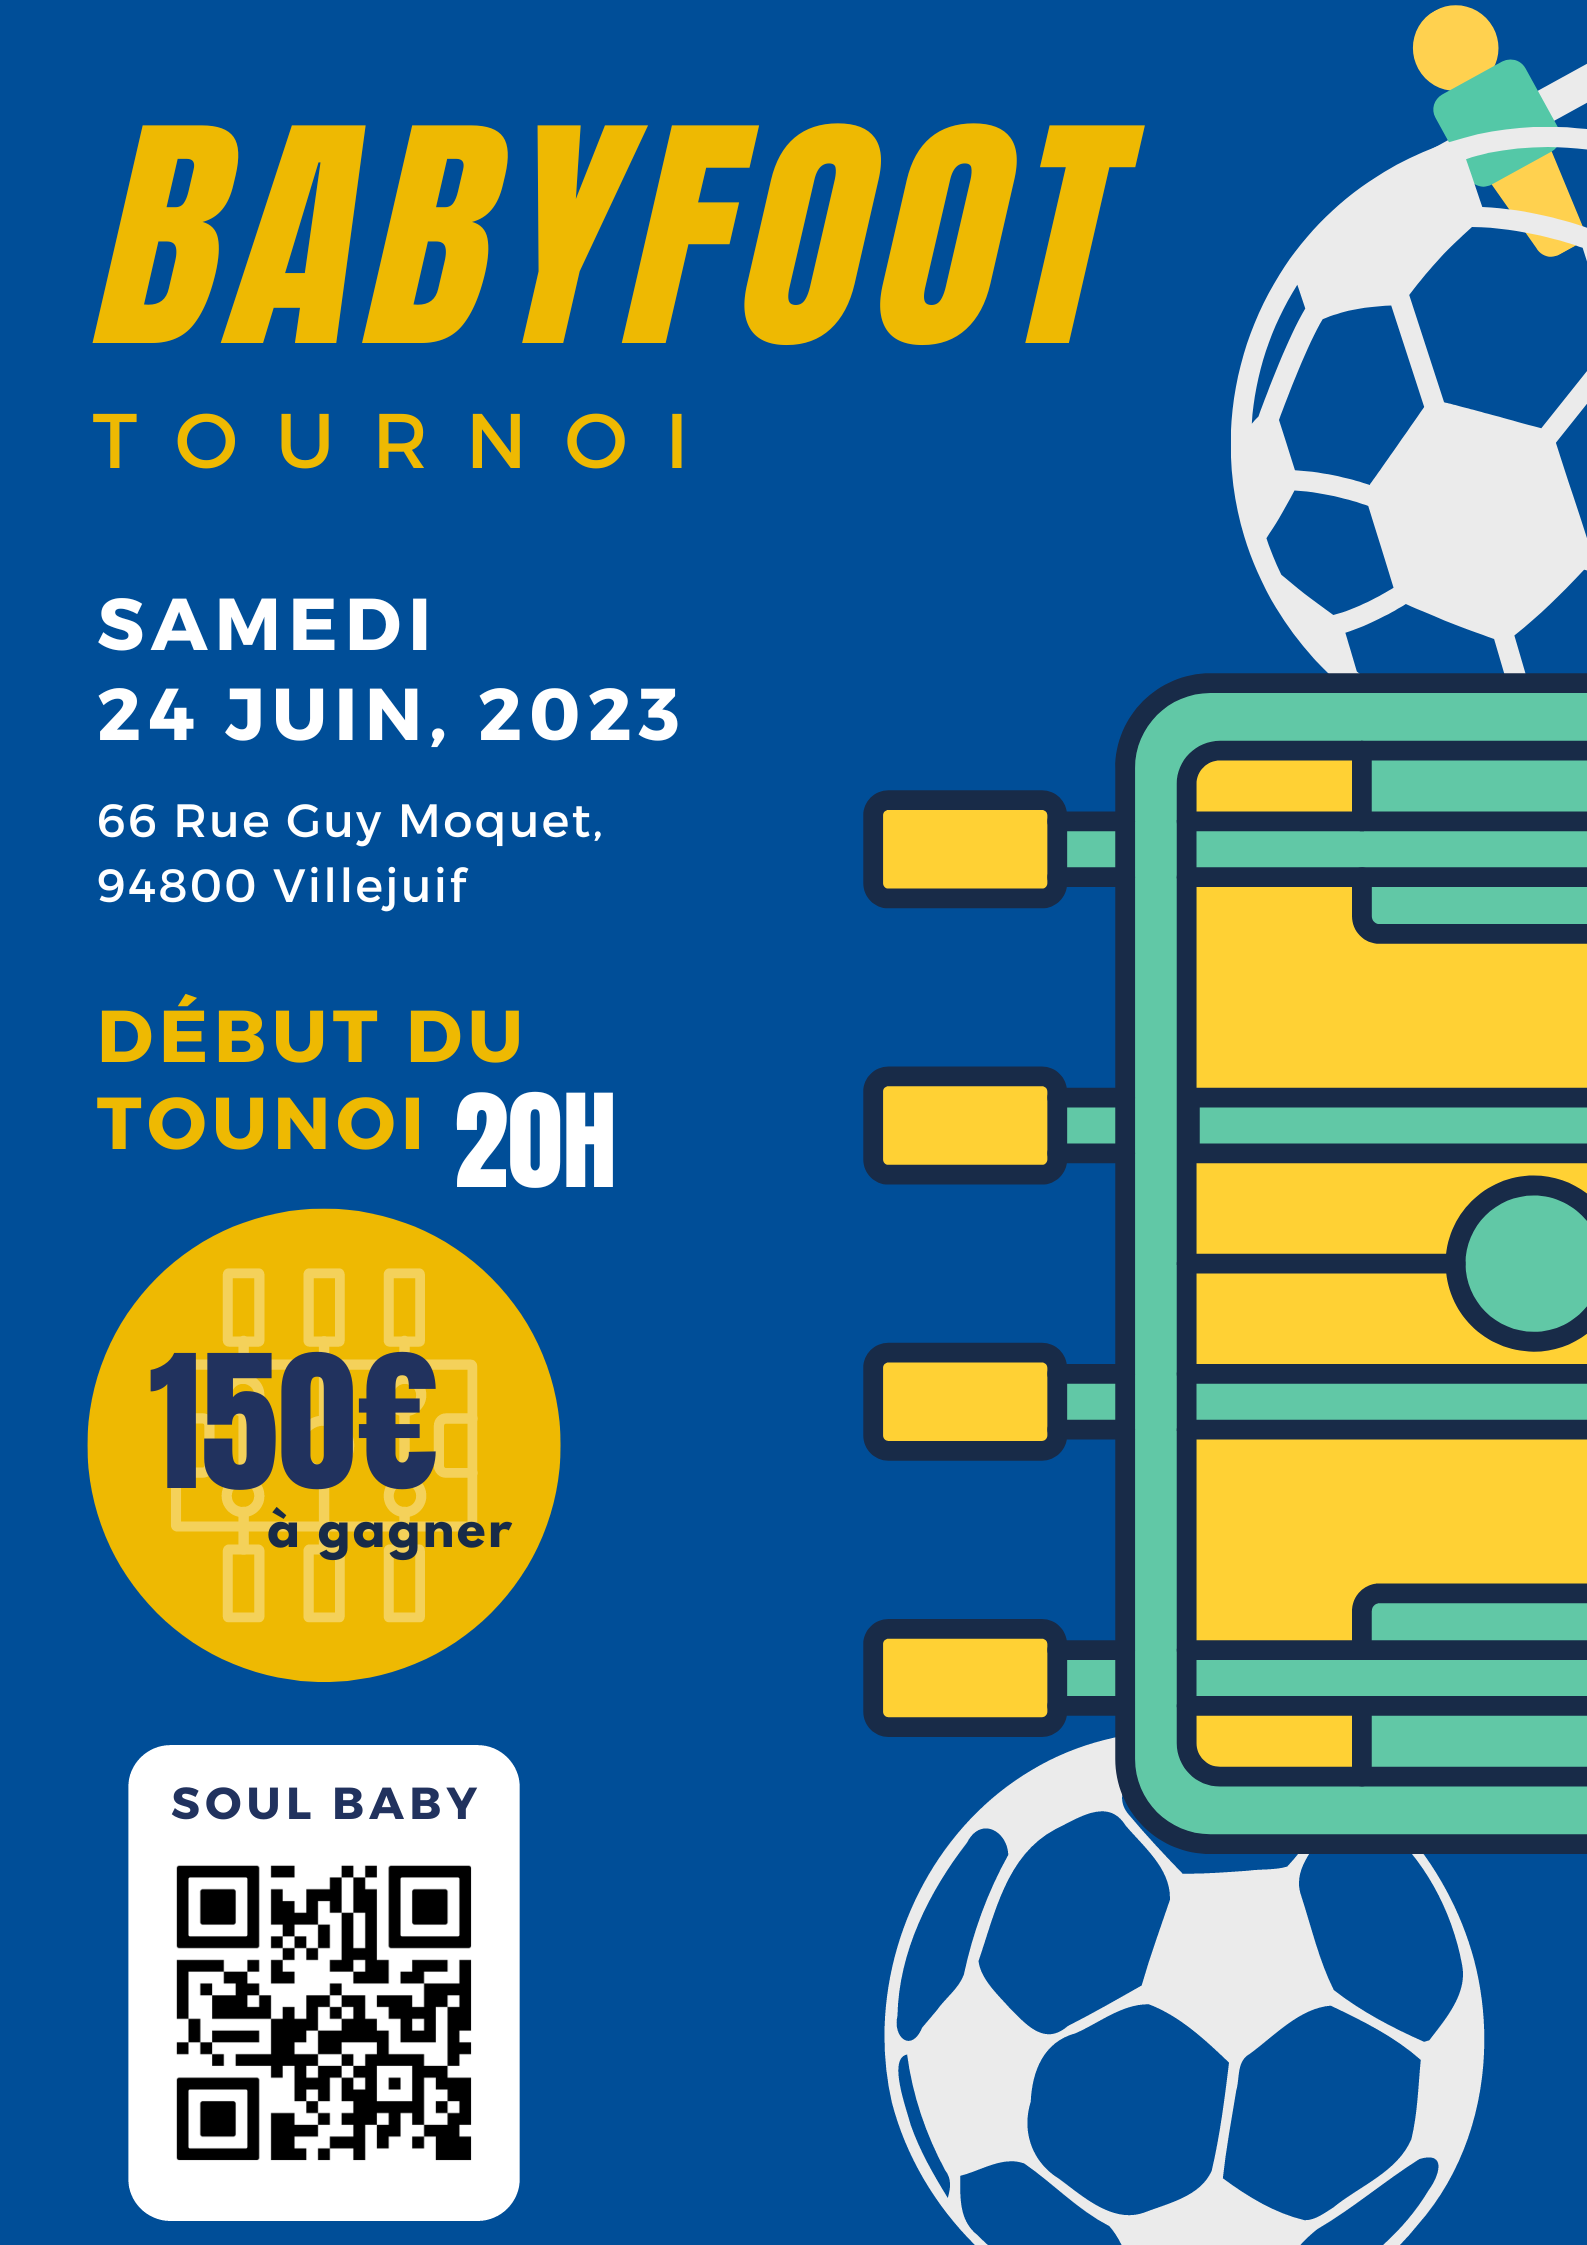 BABYFOOT
TOURNOI
SAMEDI
24 JUIN, 2023
66 Rue Guy Moquet,
94800 Villejuif
DÉBUT DU
TOUNOI 20H
150€
à gagner
SOUL BABY